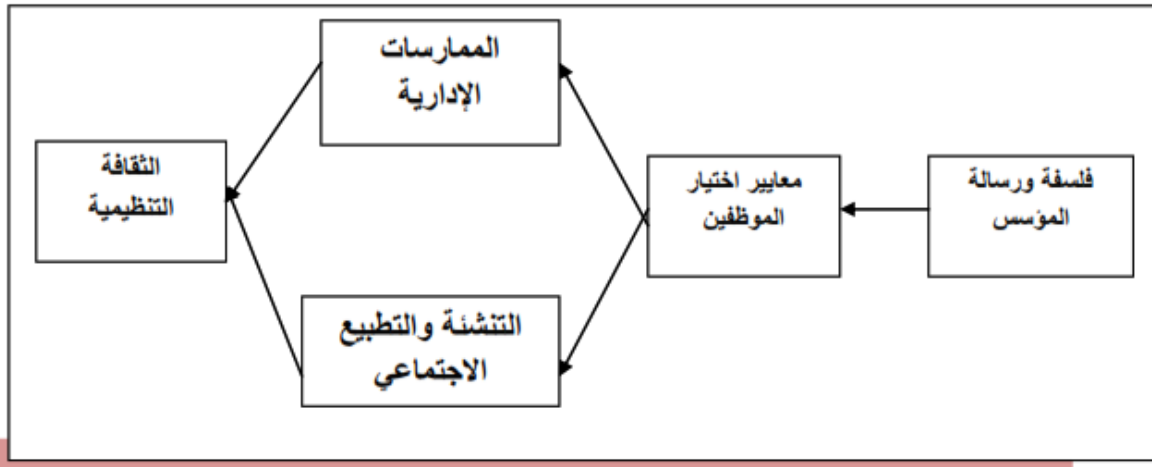 الممارسات
الإدارية
فلسفة ورسالة
المؤسس
معايير اختيار
الموظفين
الثقافة
التنظيمية
التنشئة والتطبيع
الاجتماعي